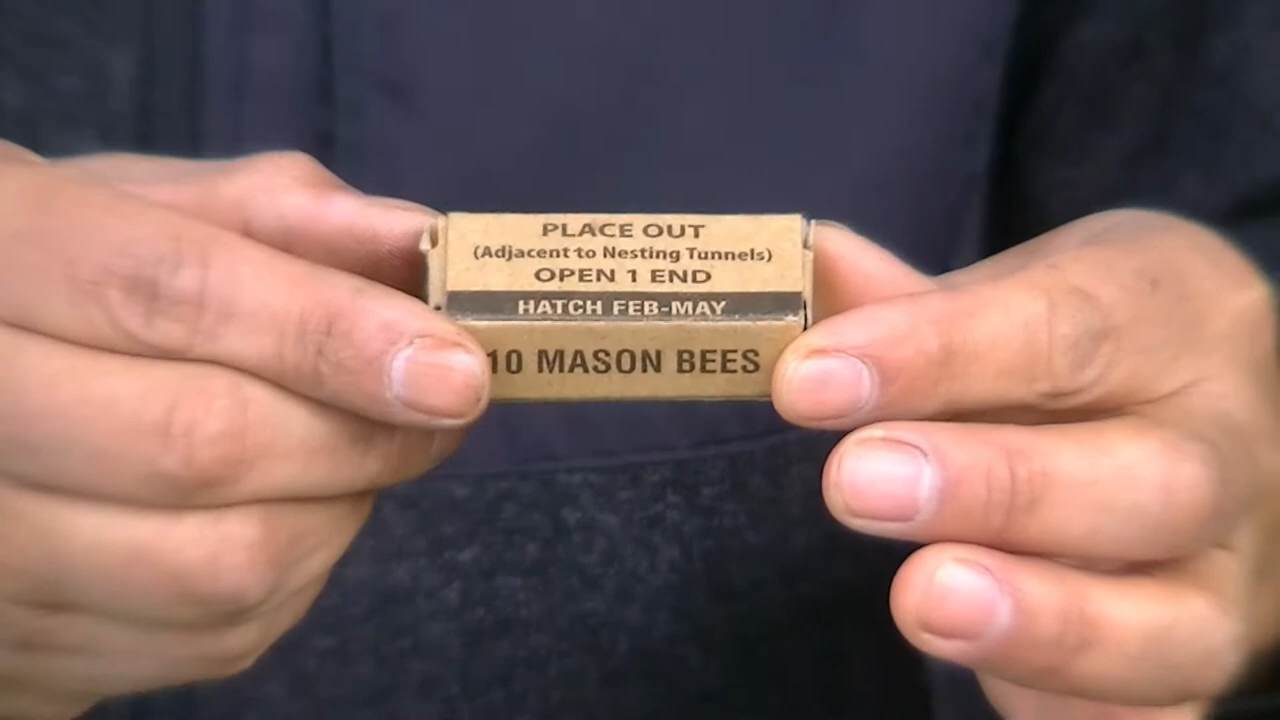 PLACE OUT
(Adjacent to Nesting Tunnels)
OPEN 1 END
HATCH FEB-MAY
10 MASON BEES